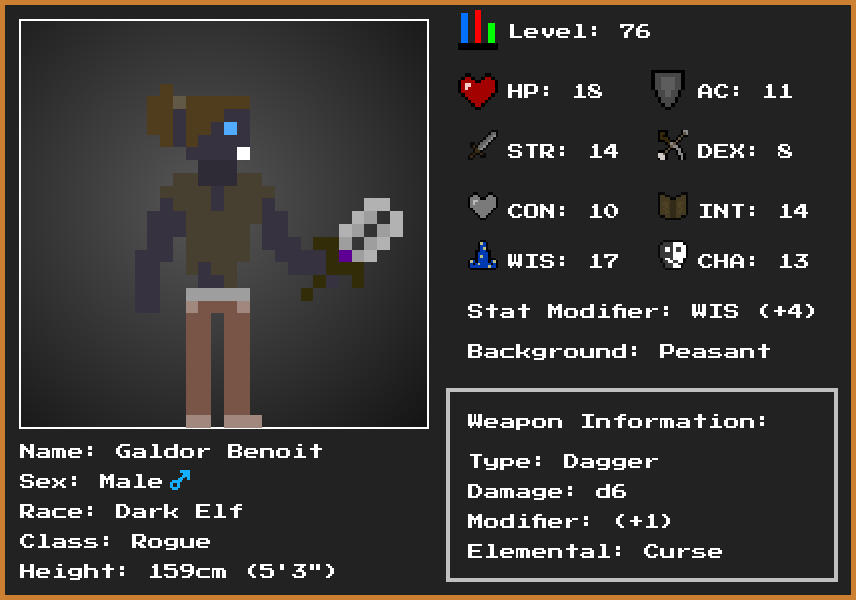 Level: 76
HP: 18
AC: 11
STR: 14
DEX: 8
CON: 10
INT: 14
WIS: 17
CHA: 13
Stat Modifier: WIS (+4)
Background: Peasant
Weapon Information:
Type: Dagger
Damage: d6
Modifier: (+1)
Elemental: Curse
Name: Galdor Benoit
Sex: Male♂
Race: Dark Elf
Class: Rogue
Height: 159cm (5'3")